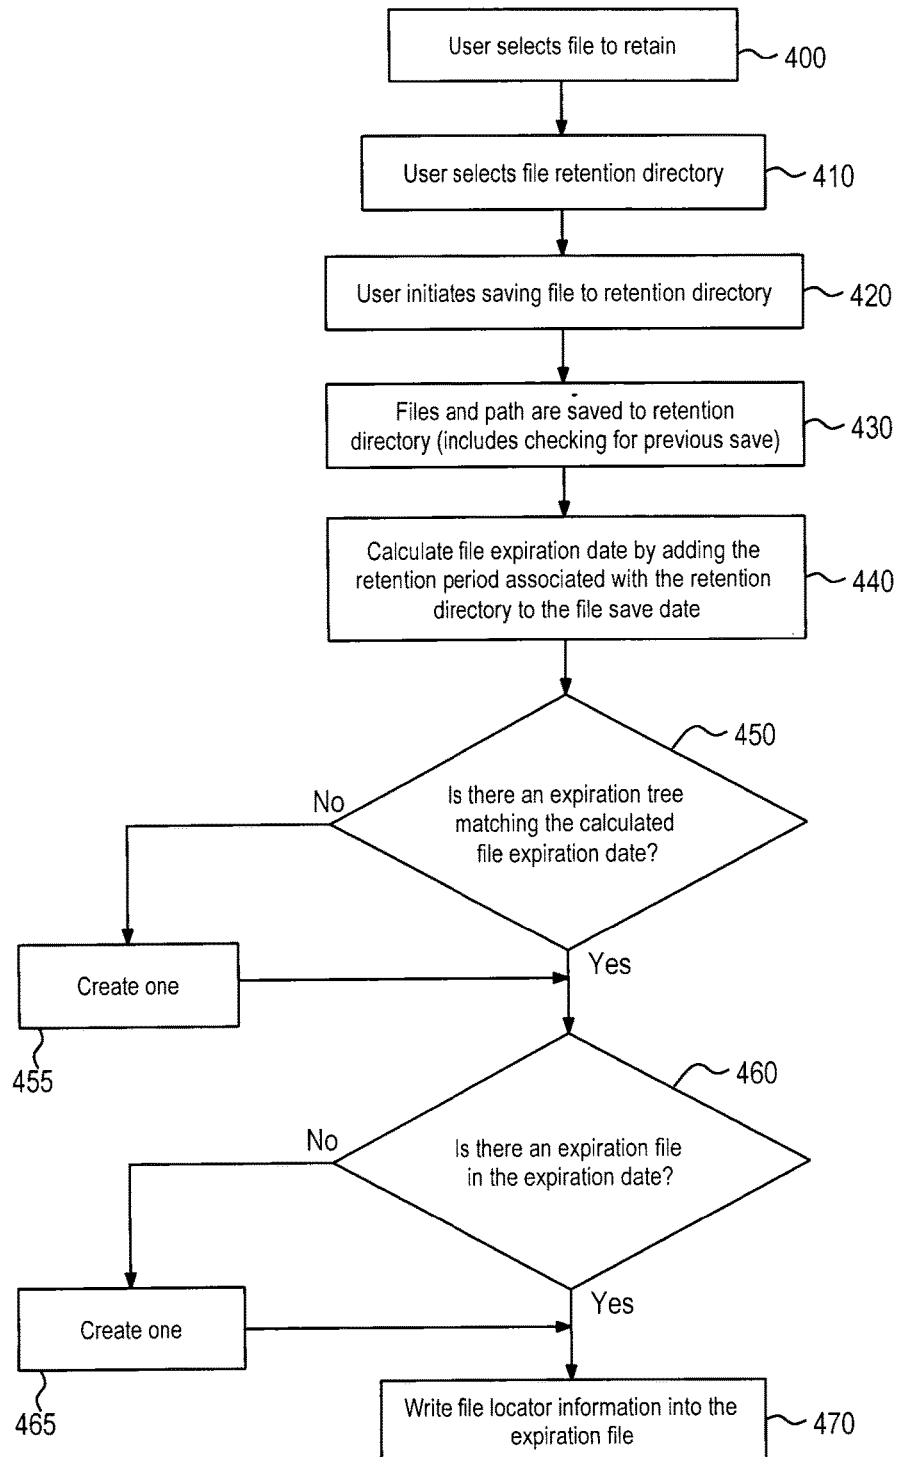 User selects file to retain
400
User selects file retention directory
410
User initiates saving file to retention directory
420
Files and path are saved to retention
directory (includes checking for previous save)
430
Calculate file expiration date by adding the
retention period associated with the retention
directory to the file save date
440
450
Is there an expiration tree
matching the calculated
file expiration date?
No
Yes
Create one
455
460
Is there an expiration file
in the expiration date?
No
Yes
Create one
465
Write file locator information into the
expiration file
470